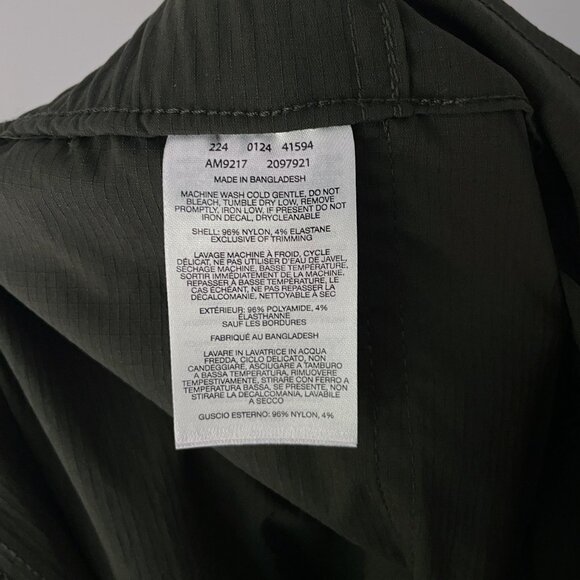 224 0124 41594
AM9217 2097921
MADE IN BANGLADESH
MACHINE WASH COLD GENTLE, DO NOT
BLEACH, TUMBLE DRY LOW, REMOVE
PROMPTLY, IRON LOW, IF PRESENT DO NOT
IRON DECAL, DRYCLEANABLE
SHELL: 96% NYLON, 4% ELASTANE
EXCLUSIVE OF TRIMMING
LAVAGE MACHINE À FROID, CYCLE
DÉLICAT, NE PAS UTILISER D'EAU DE JAVEL,
SÉCHAGE MACHINE, BASSE TEMPÉRATURE,
SORTIR IMMÉDIATEMENT DE LA MACHINE,
REPASSER À BASSE TEMPÉRATURE, LE
CAS ÉCHÉANT, NE PAS REPASSER LA
DÉCALCOMANIE, NETTOYABLE À SEC
EXTÉRIEUR: 96% POLYAMIDE, 4%
ÉLASTHANNE
SAUF LES BORDURES
FABRIQUÉ AU BANGLADESH
LAVARE IN LAVATRICE IN ACQUA
FREDDA, CICLO DELICATO, NON
CANDEGGIARE, ASCIUGARE A TAMBURO
A BASSA TEMPERATURA, RIMUOVERE
TEMPESTIVAMENTE, STIRARE CON FERRO A
TEMPERATURA BASSA, SE PRESENTE, NON
STIRARE LA DECALCOMANIA, LAVABILE
A SECCO
GUSCIO ESTERNO: 96% NYLON, 4%